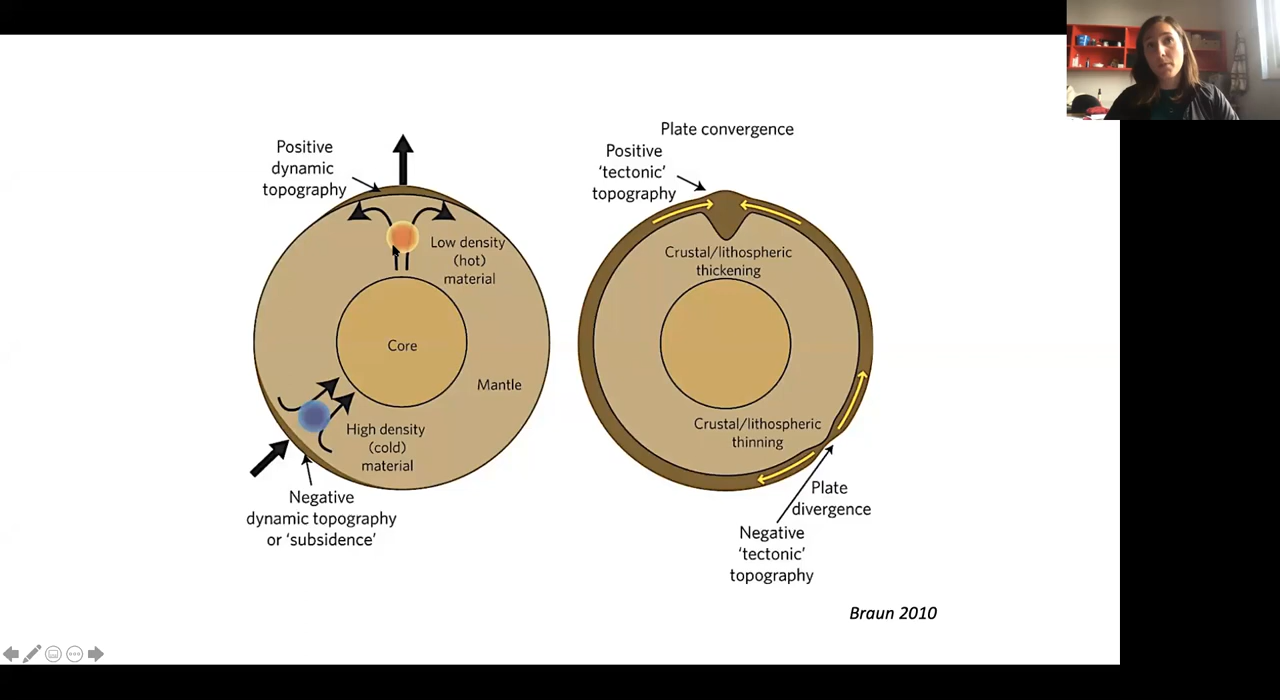 Positive
dynamic
topography
Low density
(hot)
material
Core
Mantle
High density
(cold)
material
Negative
dynamic topography
or 'subsidence'
Plate convergence
Positive
'tectonic'
topography
Crustal/lithospheric
thickening
Crustal/lithospheric
thinning
Plate
divergence
Negative
'tectonic'
topography
Braun 2010